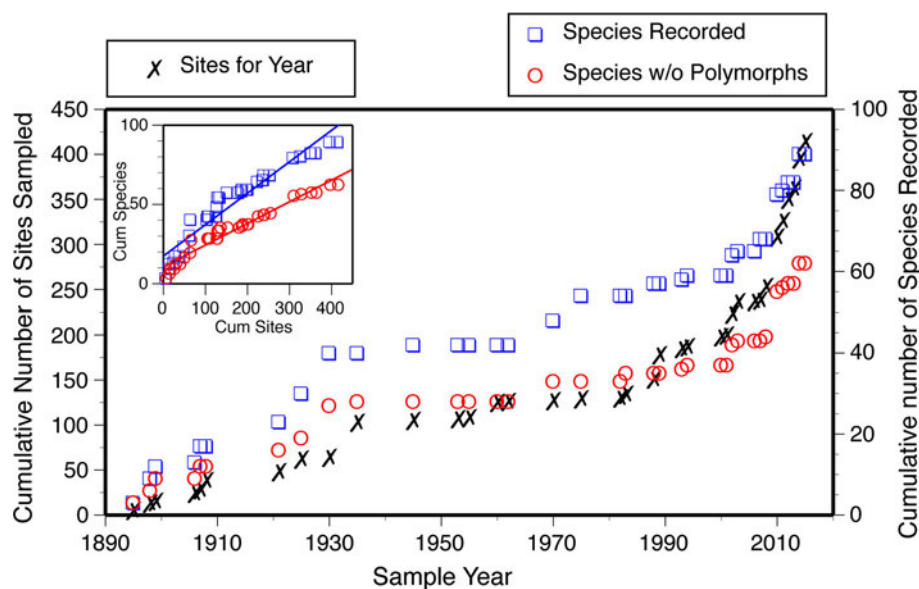 Sites for Year
Species Recorded
Species w/o Polymorphs
Cumulative Number of Sites Sampled
450
400
350
300
250
200
150
100
50
0
Cum Species
100
50
0
0 100 200 300 400
Cum Sites
100
80
60
40
20
0
Cumulative number of Species Recorded
1890 1910 1930 1950 1970 1990 2010
Sample Year